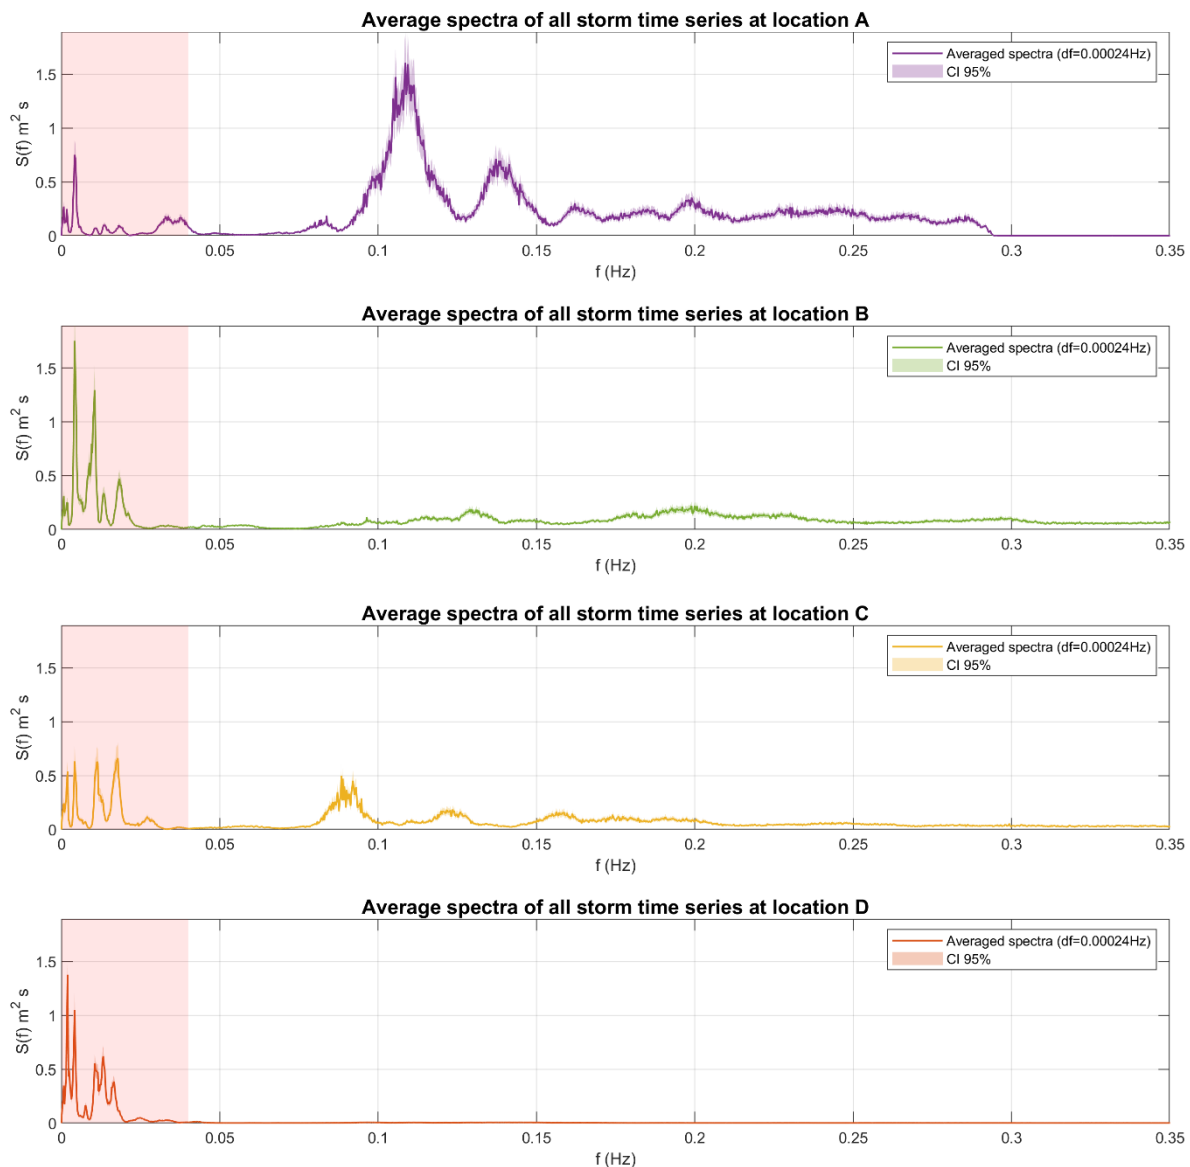 Average spectra of all storm time series at location A
S(f) m² s
1.5
1
0.5
0
Averaged spectra (df=0.00024Hz)
CI 95%
0 0.05 0.1 0.15 0.2 0.25 0.3 0.35
f (Hz)
Average spectra of all storm time series at location B
S(f) m² s
1.5
1
0.5
0
Averaged spectra (df=0.00024Hz)
CI 95%
0 0.05 0.1 0.15 0.2 0.25 0.3 0.35
f (Hz)
Average spectra of all storm time series at location C
S(f) m² s
1.5
1
0.5
0
Averaged spectra (df=0.00024Hz)
CI 95%
0 0.05 0.1 0.15 0.2 0.25 0.3 0.35
f (Hz)
Average spectra of all storm time series at location D
S(f) m² s
1.5
1
0.5
0
Averaged spectra (df=0.00024Hz)
CI 95%
0 0.05 0.1 0.15 0.2 0.25 0.3 0.35
f (Hz)